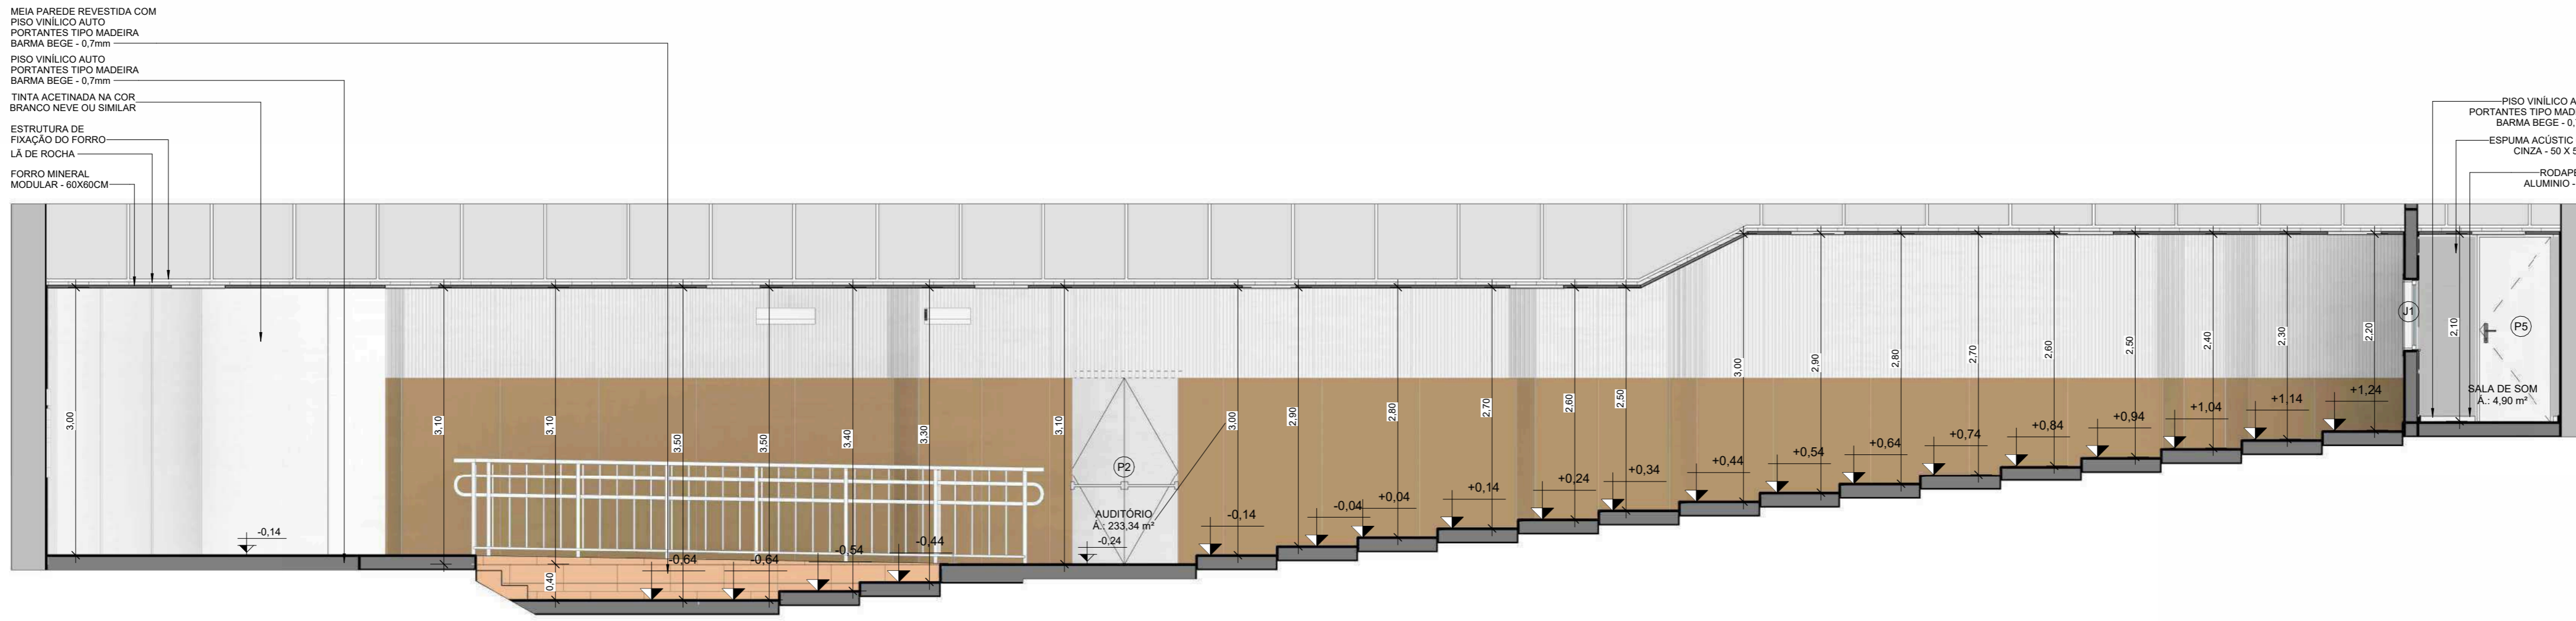 MEIA PAREDE REVESTIDA COM
PISO VINÍLICO AUTO
PORTANTES TIPO MADEIRA
BARMA BEGE - 0,7mm
PISO VINÍLICO AUTO
PORTANTES TIPO MADEIRA
BARMA BEGE - 0,7mm
TINTA ACETINADA NA COR
BRANCO NEVE OU SIMILAR
ESTRUTURA DE
FIXAÇÃO DO FORRO
LÃ DE ROCHA
FORRO MINERAL
MODULAR - 60X60CM
PISO VINÍLICO A
PORTANTES TIPO MAD
BARMA BEGE - 0,
ESPUMA ACÚSTIC
CINZA - 50 X 5
RODAPÉ
ALUMINIO -
3,00
3,10
3,10
3,50
3,50
3,40
3,30
3,10
3,00
2,90
2,80
2,70
2,60
2,50
3,00
2,90
2,80
2,70
2,60
2,50
2,40
2,30
2,20
2,10
0,40
J1
P5
SALA DE SOM
Á.: 4,90 m²
P2
AUDITÓRIO
Á.: 233,34 m²
-0,24
-0,14
-0,64
-0,64
-0,54
-0,44
-0,14
-0,04
+0,04
+0,14
+0,24
+0,34
+0,44
+0,54
+0,64
+0,74
+0,84
+0,94
+1,04
+1,14
+1,24